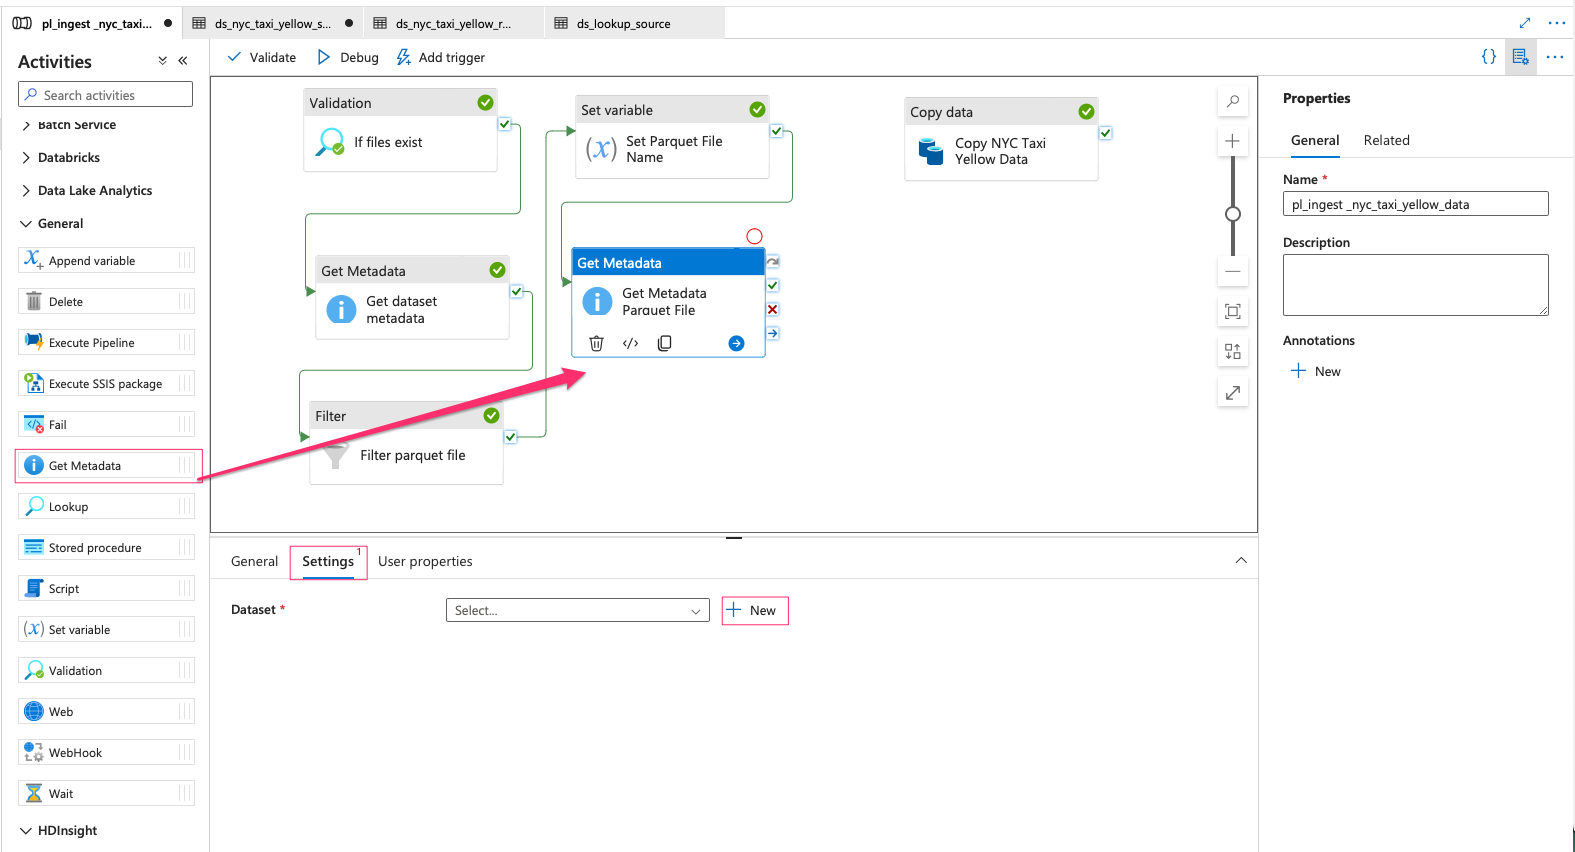 pl_ingest _nyc_taxi...
ds_nyc_taxi_yellow_s...
ds_nyc_taxi_yellow_r...
ds_lookup_source
Activities
Validate
Debug
Add trigger
Search activities
Batch Service
Databricks
Data Lake Analytics
General
Append variable
Delete
Execute Pipeline
Execute SSIS package
Fail
Get Metadata
Lookup
Stored procedure
Script
Set variable
Validation
Web
WebHook
Wait
HDInsight
Validation
If files exist
Set variable
Set Parquet File
Name
Copy data
Copy NYC Taxi
Yellow Data
Get Metadata
Get dataset
metadata
Get Metadata
Get Metadata
Parquet File
Filter
Filter parquet file
General
Settings 1
User properties
Dataset *
Select...
New
Properties
General
Related
Name *
pl_ingest _nyc_taxi_yellow_data
Description
Annotations
New